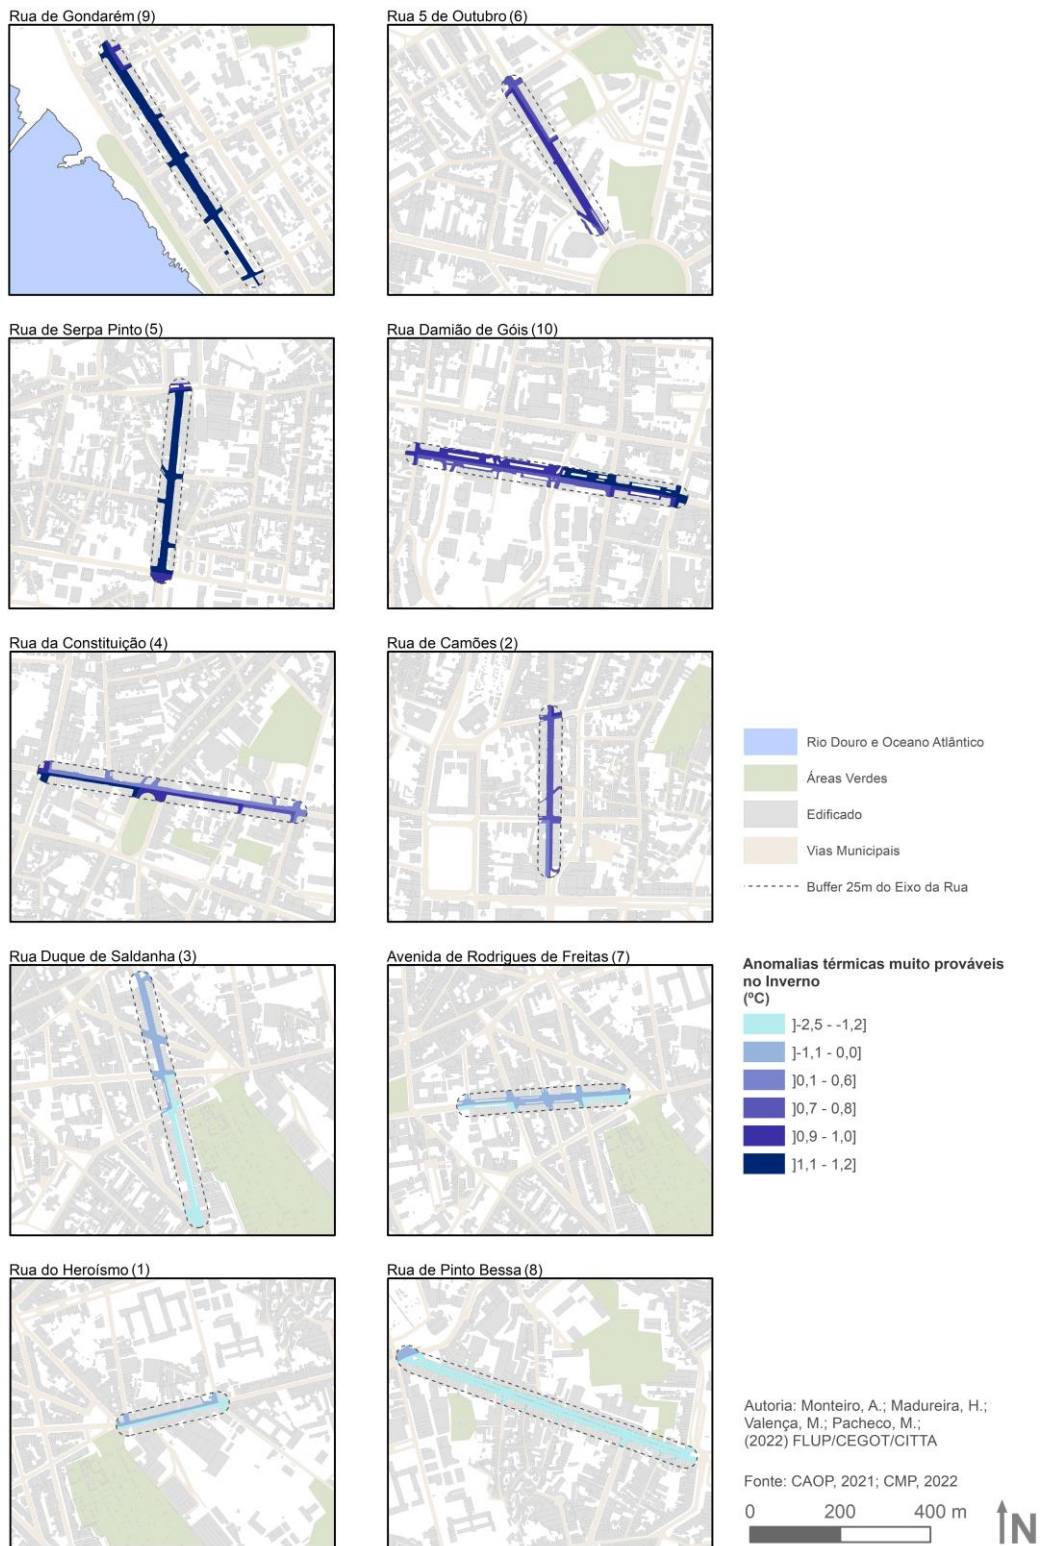 Rua de Gondarém (9)
Rua 5 de Outubro (6)
Rua de Serpa Pinto (5)
Rua Damião de Góis (10)
Rua da Constituição (4)
Rua de Camões (2)
Rio Douro e Oceano Atlântico
Áreas Verdes
Edificado
Vias Municipais
Buffer 25m do Eixo da Rua
Rua Duque de Saldanha (3)
Avenida de Rodrigues de Freitas (7)
Anomalias térmicas muito prováveis
no Inverno
(ºC)
]-2,5 - -1,2]
]-1,1 - 0,0]
]0,1 - 0,6]
]0,7 - 0,8]
]0,9 - 1,0]
]1,1 - 1,2]
Rua do Heroísmo (1)
Rua de Pinto Bessa (8)
Autoria: Monteiro, A.; Madureira, H.;
Valença, M.; Pacheco, M.;
(2022) FLUP/CEGOT/CITTA
Fonte: CAOP, 2021; CMP, 2022
0 200 400 m
N